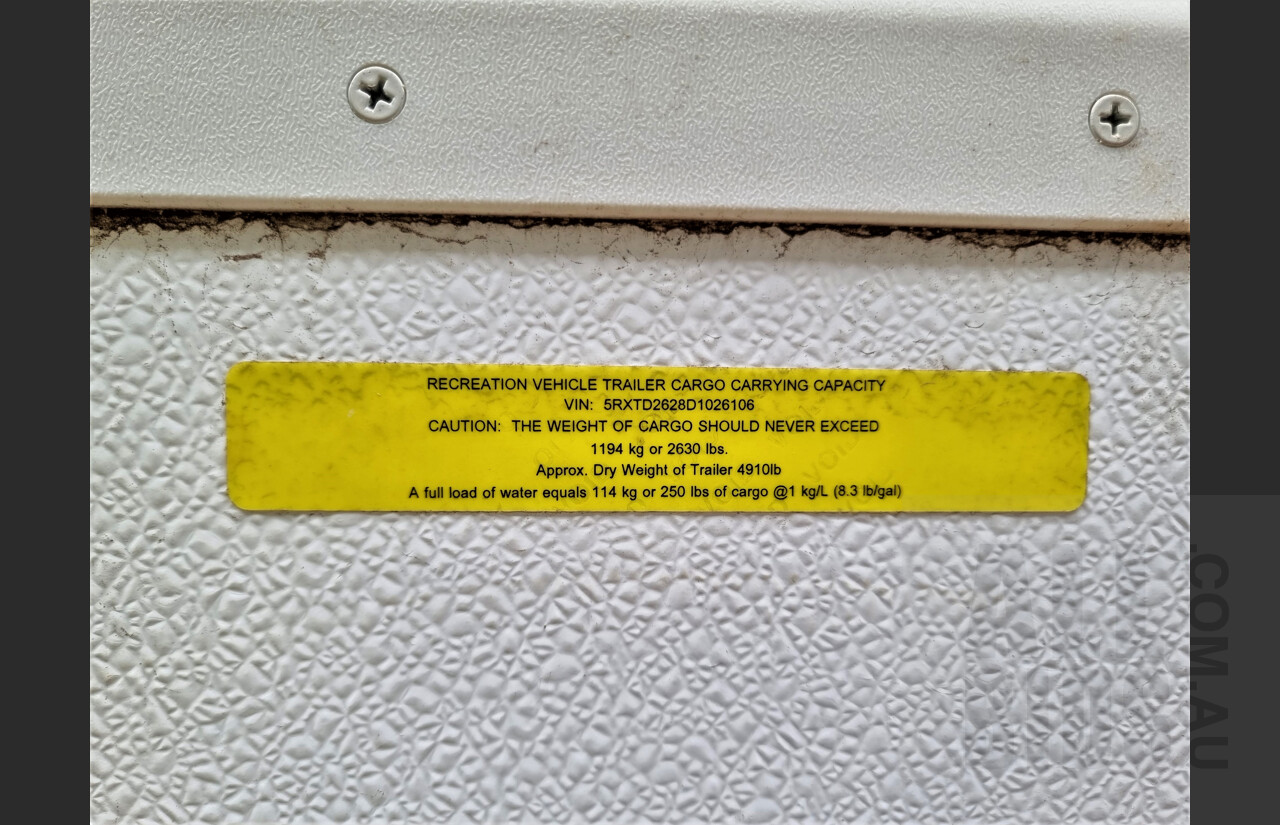 RECREATION VEHICLE TRAILER CARGO CARRYING CAPACITY
VIN: 5RXTD2628D1026106
CAUTION: THE WEIGHT OF CARGO SHOULD NEVER EXCEED
1194 kg or 2630 lbs.
Approx. Dry Weight of Trailer 4910lb
A full load of water equals 114 kg or 250 lbs of cargo @1 kg/L (8.3 lb/gal)
.COM.AU